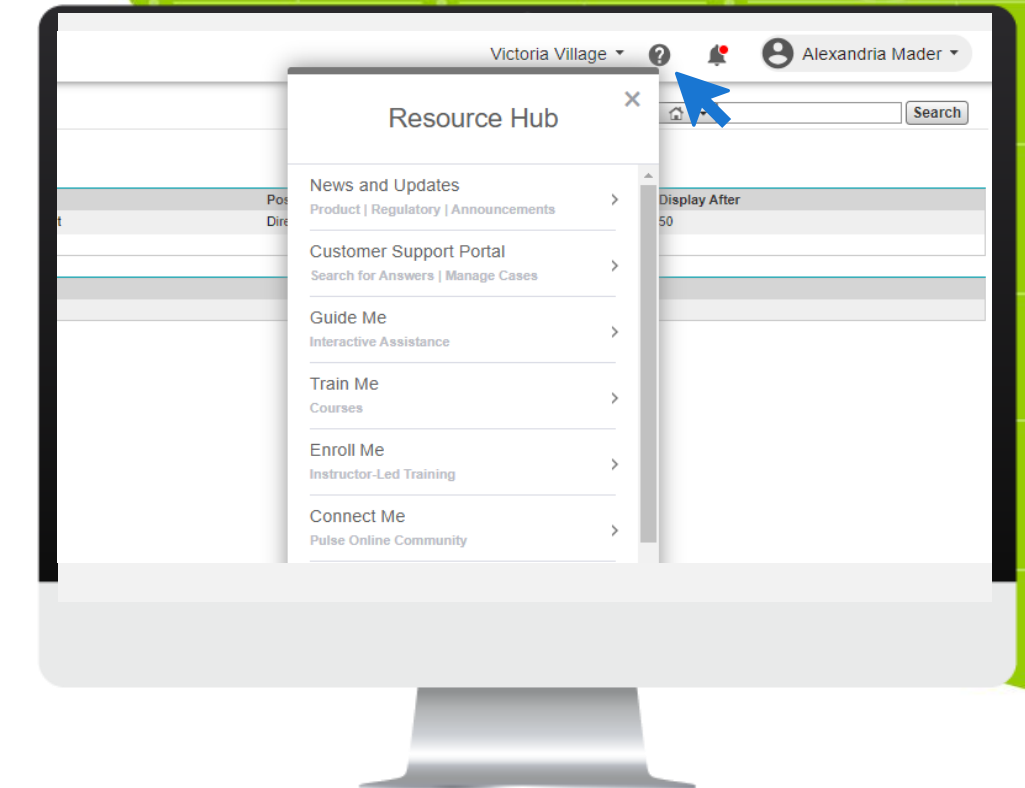 Victoria Village
Alexandria Mader
Resource Hub
Search
News and Updates
Product | Regulatory | Announcements
Display After
50
Customer Support Portal
Search for Answers | Manage Cases
Guide Me
Interactive Assistance
Train Me
Courses
Enroll Me
Instructor-Led Training
Connect Me
Pulse Online Community